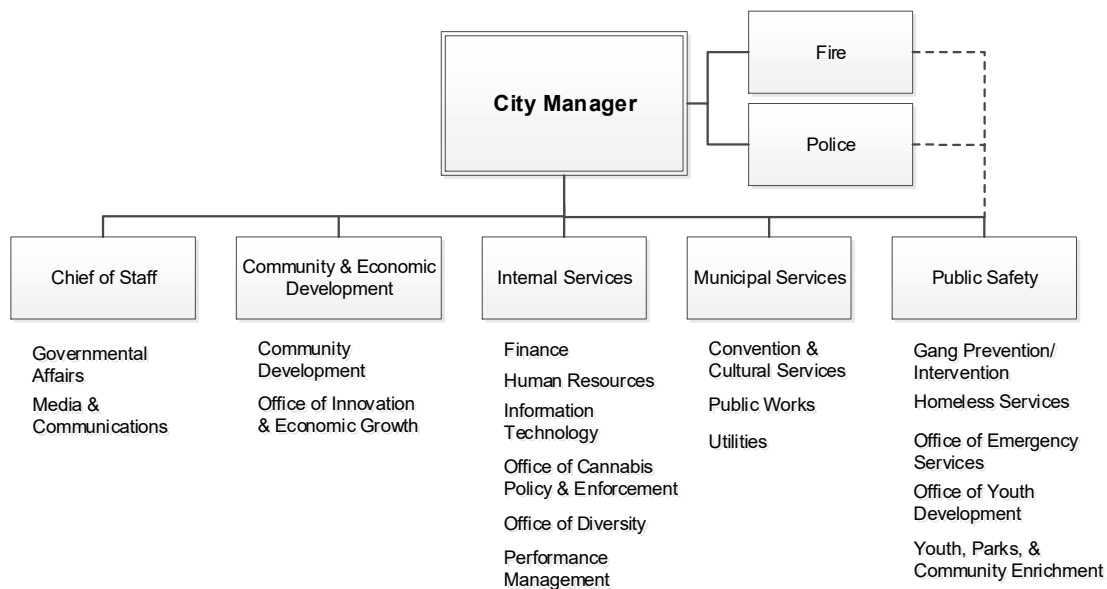 Fire
City Manager
Police
Chief of Staff
Community & Economic
Development
Internal Services
Municipal Services
Public Safety
Governmental
Affairs
Media &
Communications
Community
Development
Office of Innovation
& Economic Growth
Finance
Human Resources
Information
Technology
Office of Cannabis
Policy & Enforcement
Office of Diversity
Performance
Management
Convention &
Cultural Services
Public Works
Utilities
Gang Prevention/
Intervention
Homeless Services
Office of Emergency
Services
Office of Youth
Development
Youth, Parks, &
Community Enrichment